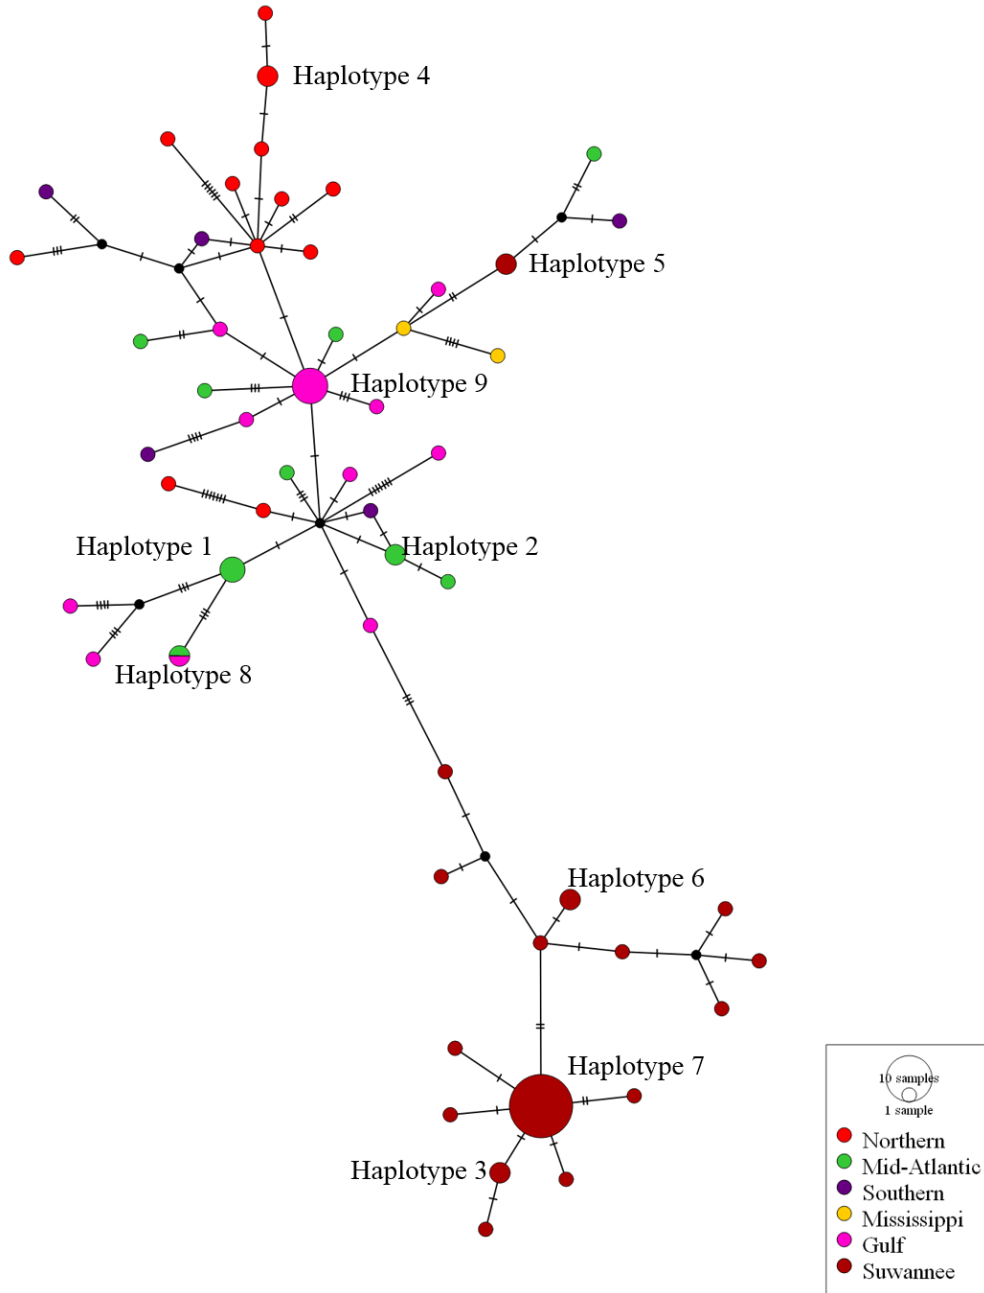 Haplotype 4
Haplotype 5
Haplotype 9
Haplotype 1
Haplotype 2
Haplotype 8
Haplotype 6
Haplotype 7
Haplotype 3
10 samples
1 sample
Northern
Mid-Atlantic
Southern
Mississippi
Gulf
Suwannee